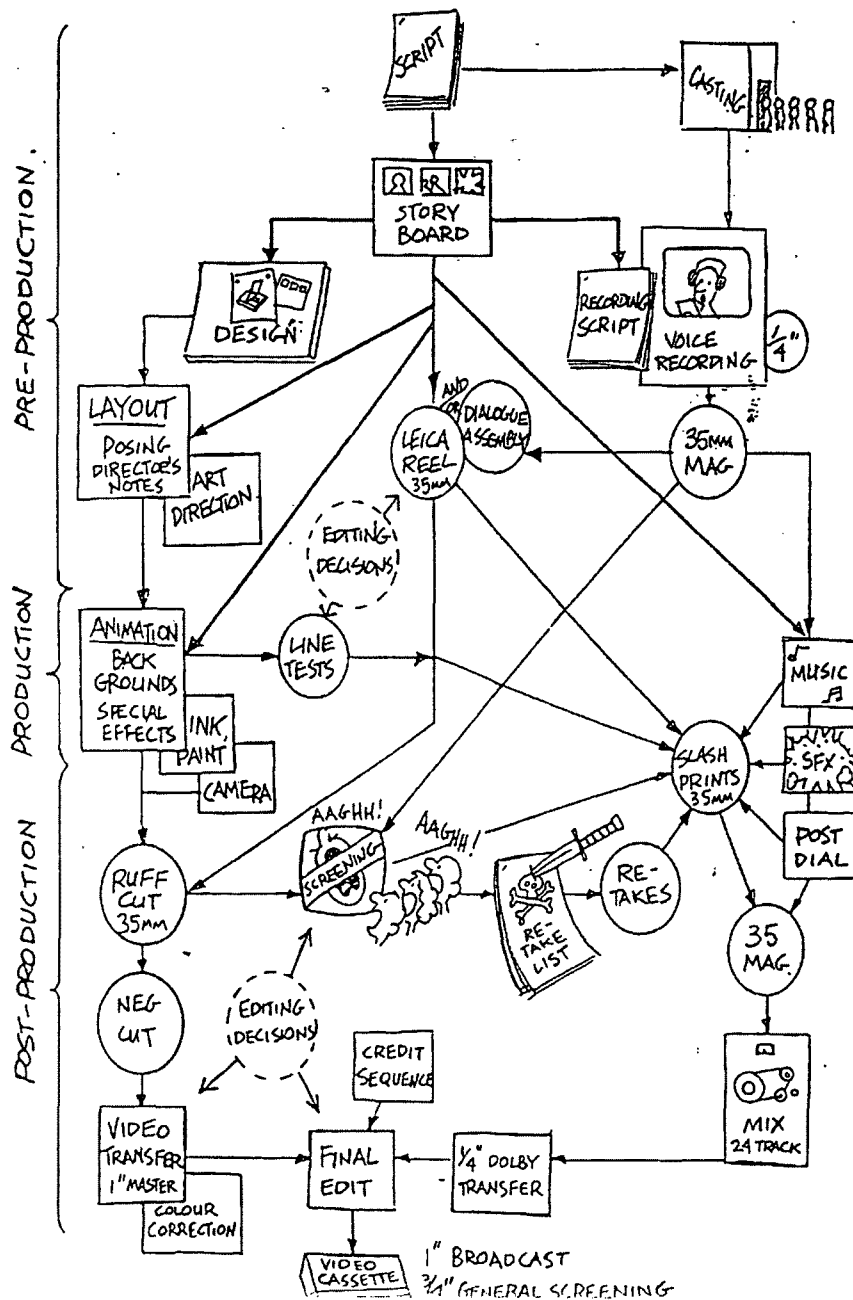 SCRIPT
CASTING
PRE-PRODUCTION.
STORY
BOARD
DESIGN
RECORDING
SCRIPT
VOICE
RECORDING
1/4"
LAYOUT
POSING
DIRECTOR'S
NOTES
ART
DIRECTION
LEICA
REEL
35MM
AND
OR
DIALOGUE
ASSEMBLY
35MM
MAG
EDITING
DECISIONS
PRODUCTION
ANIMATION
BACK
GROUNDS
SPECIAL
EFFECTS
INK,
PAINT
CAMERA
LINE
TESTS
MUSIC
SFX
POST
DIAL
SLASH
PRINTS
35MM
POST-PRODUCTION
RUFF
CUT
35MM
AAGHH!
SCREENING
AAGHH!
RE-
TAKE
LIST
RE-
TAKES
35
MAG.
NEG
CUT
EDITING
DECISIONS
CREDIT
SEQUENCE
MIX
24 TRACK
VIDEO
TRANSFER
1" MASTER
COLOUR
CORRECTION
FINAL
EDIT
1/4" DOLBY
TRANSFER
VIDEO
CASSETTE
1" BROADCAST
3/4" GENERAL SCREENING